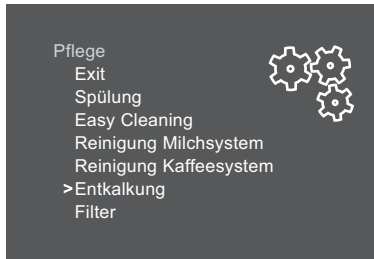 Pflege
Exit
Spülung
Easy Cleaning
Reinigung Milchsystem
Reinigung Kaffeesystem
>Entkalkung
Filter